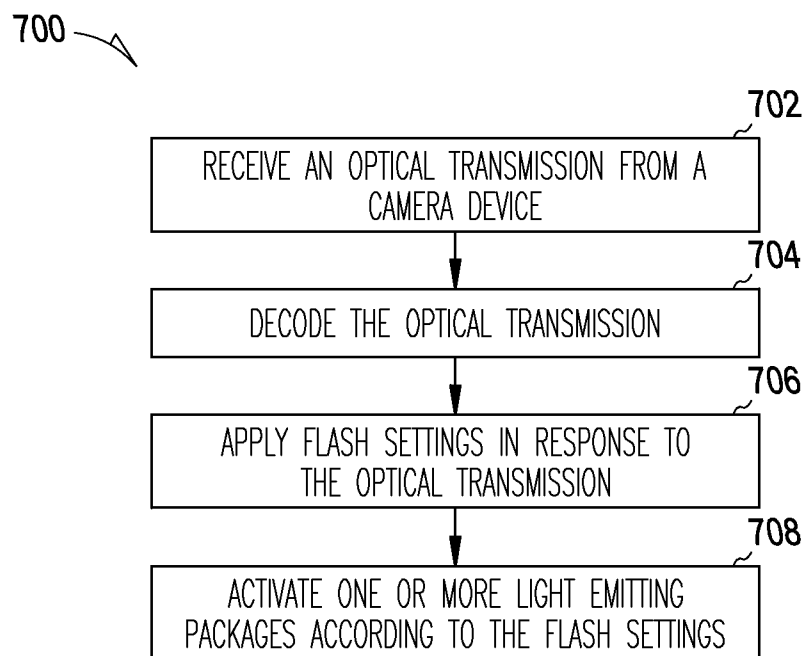 700
702
RECEIVE AN OPTICAL TRANSMISSION FROM A
CAMERA DEVICE
704
DECODE THE OPTICAL TRANSMISSION
706
APPLY FLASH SETTINGS IN RESPONSE TO
THE OPTICAL TRANSMISSION
708
ACTIVATE ONE OR MORE LIGHT EMITTING
PACKAGES ACCORDING TO THE FLASH SETTINGS